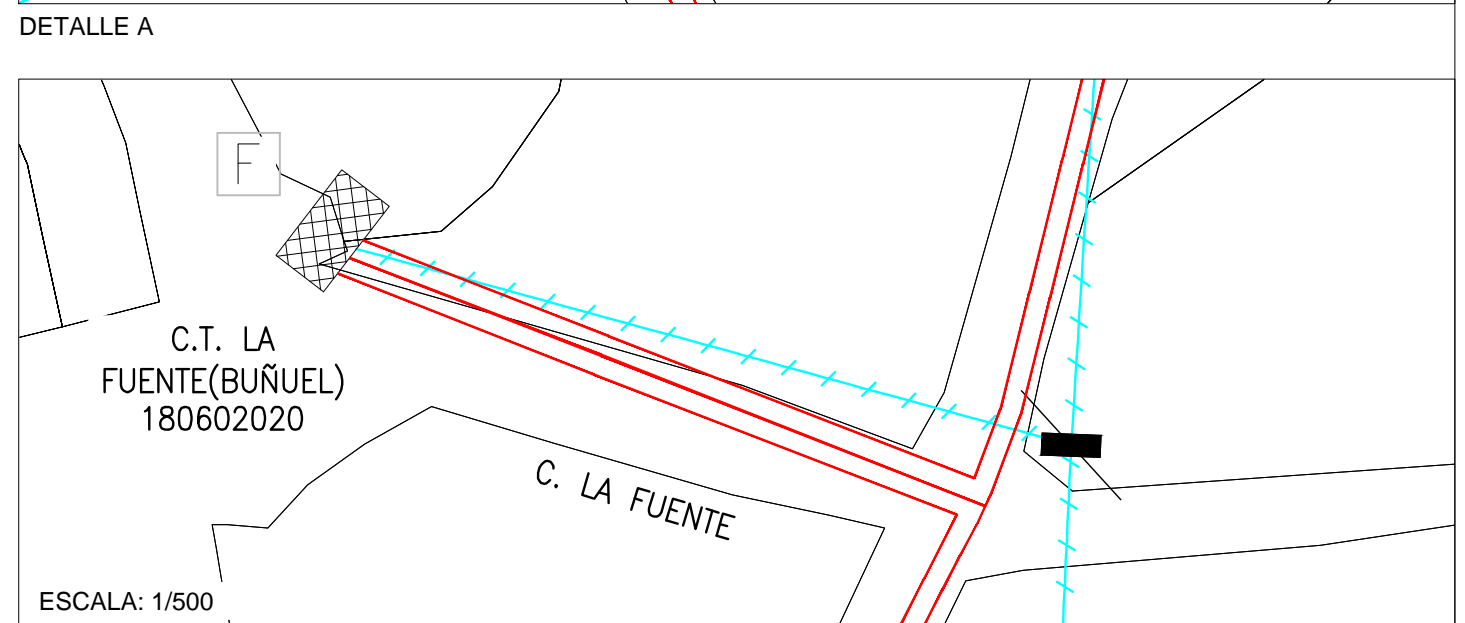 DETALLE A
F
C.T. LA
FUENTE(BUÑUEL)
180602020
C. LA FUENTE
ESCALA: 1/500